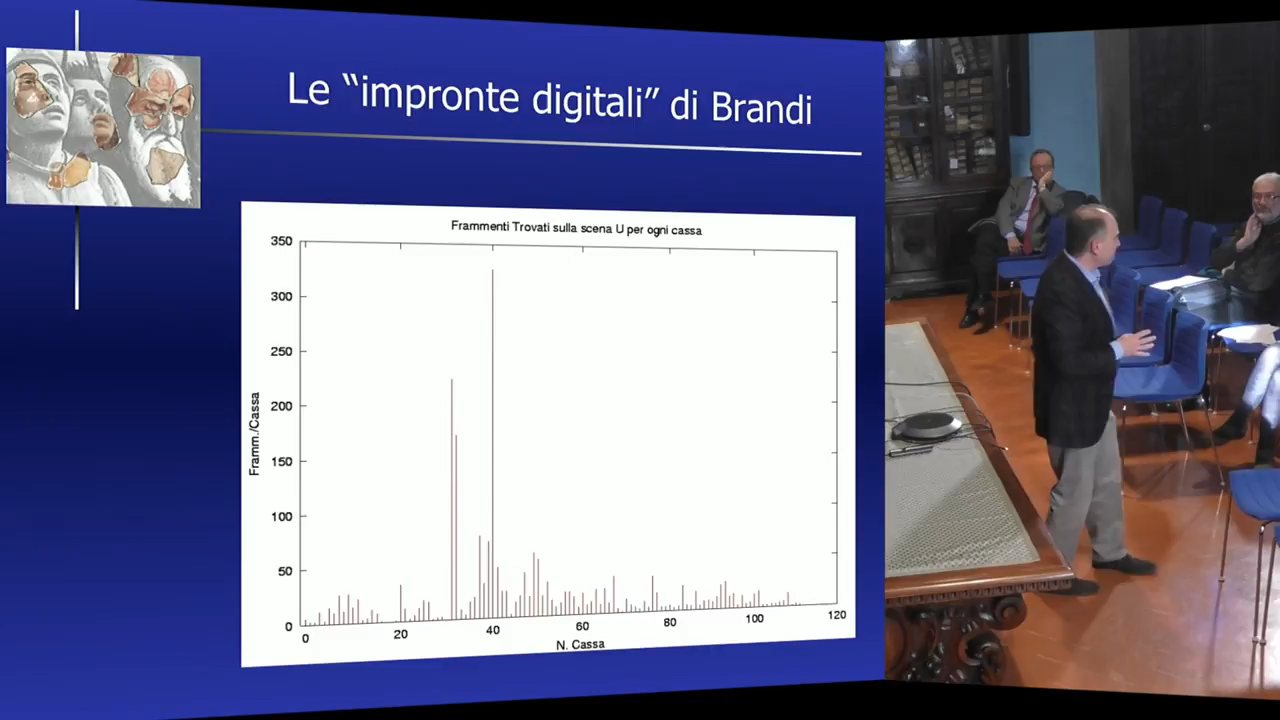 Le “impronte digitali” di Brandi
Frammenti Trovati sulla scena U per ogni cassa
350
300
250
200
150
100
50
0
Framm./Cassa
0 20 40 60 80 100 120
N. Cassa